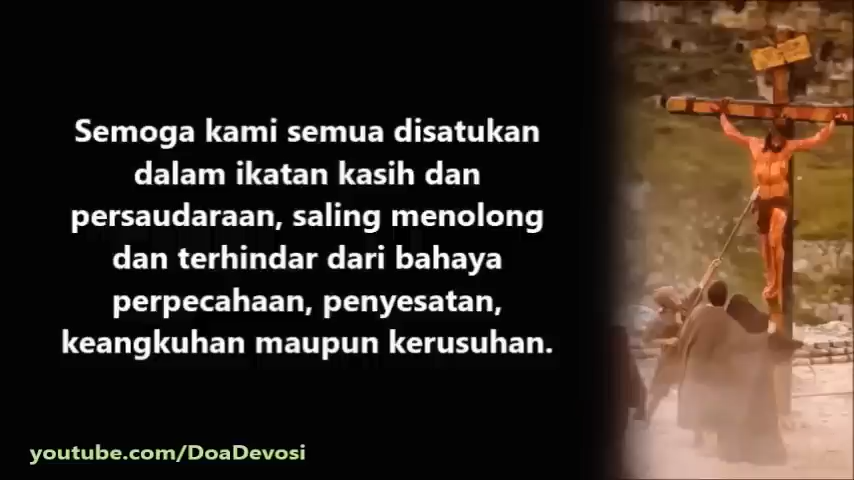 Semoga kami semua disatukan
dalam ikatan kasih dan
persaudaraan, saling menolong
dan terhindar dari bahaya
perpecahaan, penyesatan,
keangkuhan maupun kerusuhan.
youtube.com/DoaDevosi